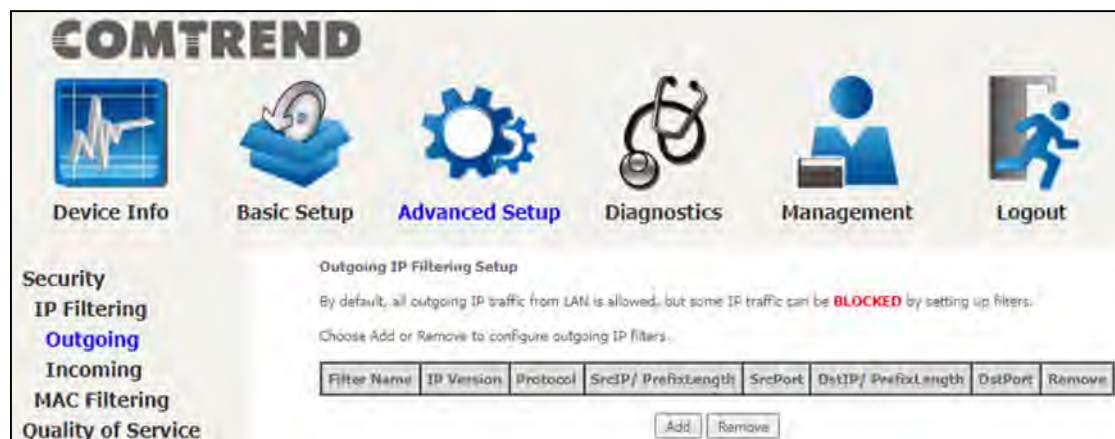 COMTREND
Device Info Basic Setup Advanced Setup Diagnostics Management Logout
Security
IP Filtering
Outgoing
Incoming
MAC Filtering
Quality of Service
Outgoing IP Filtering Setup
By default, all outgoing IP traffic from LAN is allowed, but some IP traffic can be BLOCKED by setting up filters.
Choose Add or Remove to configure outgoing IP filters.
Filter Name IP Version Protocol SrcIP/ PrefixLength SrcPort DstIP/ PrefixLength DstPort Remove
Add Remove